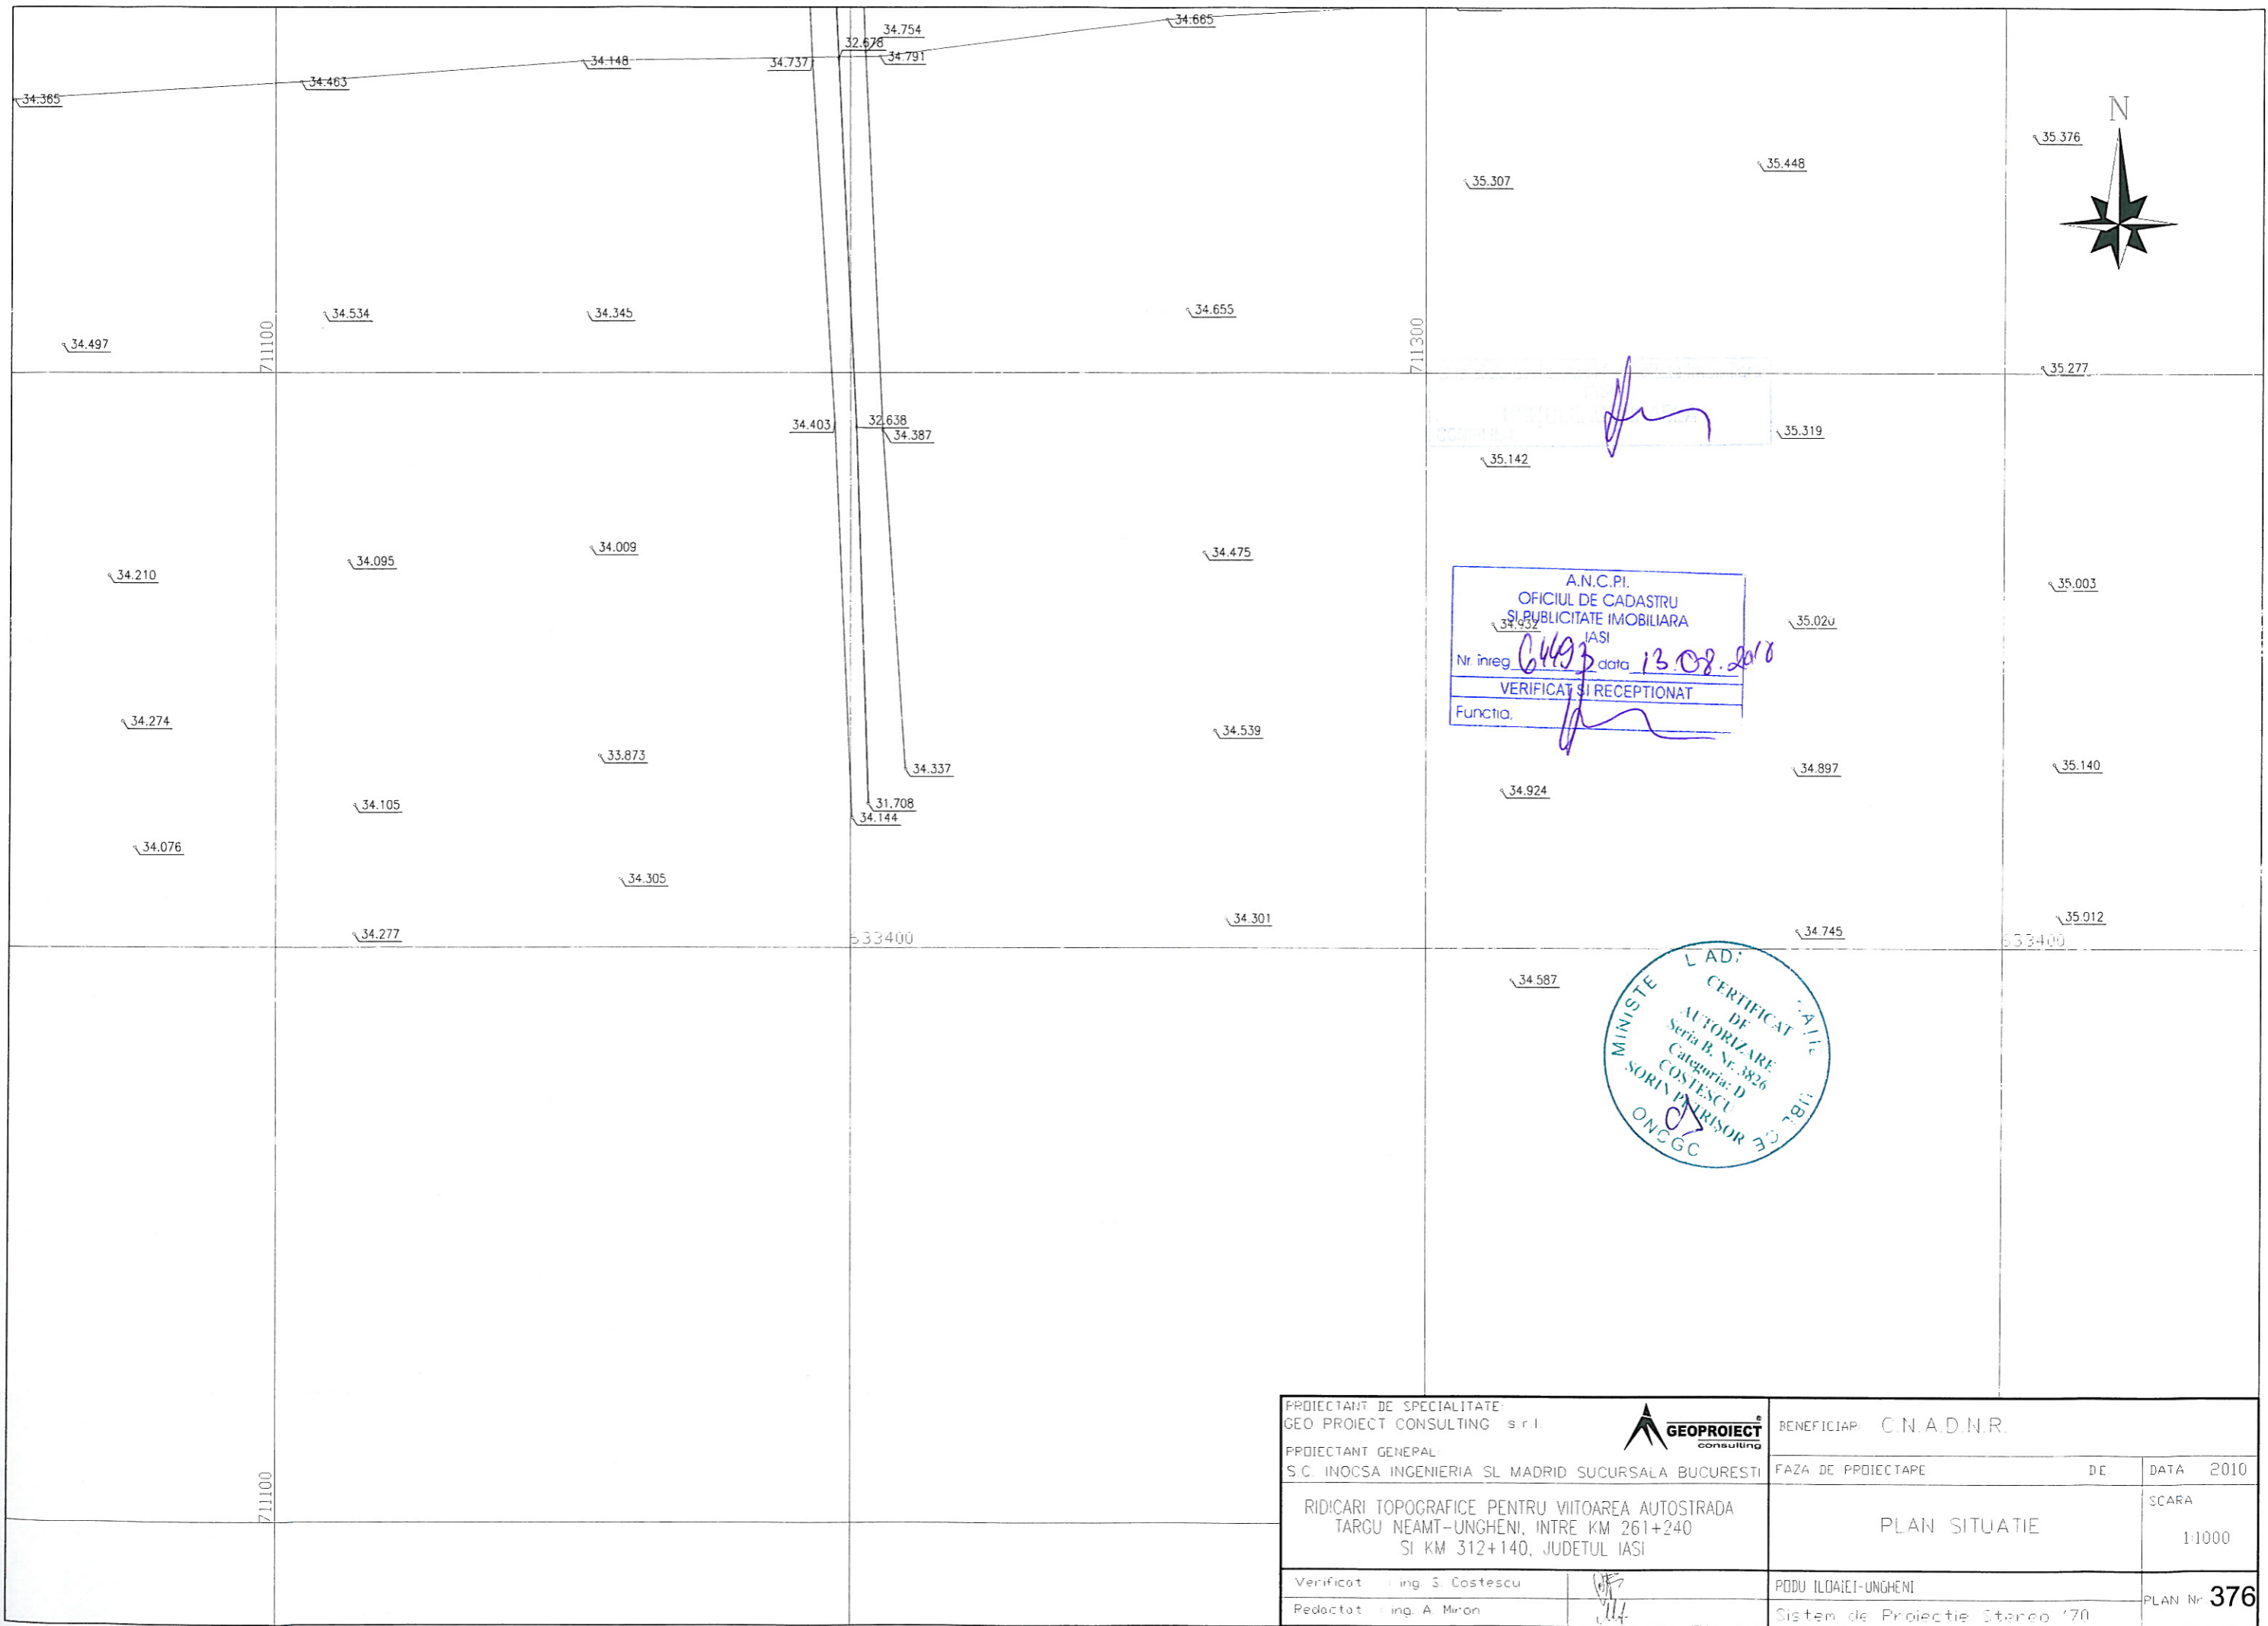 34.665
34.754
32.678
34.791
34.737
34.148
34.463
34.365
N
35.376
35.448
35.307
34.534
34.345
34.655
34.497
711100
711300
35.277
34.403
32.638
34.387
35.319
35.142
34.009
34.475
34.095
34.210
35.003
A.N.C.P.I.
OFICIUL DE CADASTRU
SI PUBLICITATE IMOBILIARA
IASI
Nr. înreg 64493 data 13.08.2010
VERIFICAT SI RECEPTIONAT
Functia,
34.932
35.020
34.274
34.539
33.873
34.337
34.897
35.140
34.924
34.105
31.708
34.144
34.076
34.305
34.301
35.012
34.277
34.745
633400
633400
34.587
MINISTE
CERTIFICAT
DE
AUTORIZARE
Seria B, Nr. 3826
Categoria: D
COSTESCU
SORIN PETRIȘOR
ONCGC
711100
PROIECTANT DE SPECIALITATE:
GEO PROIECT CONSULTING s.r.l.
GEOPROIECT
consulting
PROIECTANT GENERAL:
S.C. INOCSA INGENIERIA SL MADRID SUCURSALA BUCURESTI
BENEFICIAR: C.N.A.D.N.R.
FAZA DE PROIECTARE DE
DATA 2010
RIDICARI TOPOGRAFICE PENTRU VIITOAREA AUTOSTRADA
TARGU NEAMT-UNGHENI, INTRE KM 261+240
SI KM 312+140, JUDETUL IASI
PLAN SITUATIE
SCARA
1:1000
Verificat : ing. S. Costescu
Redactat : ing. A. Miron
PODU ILOAIEI-UNGHENI
Sistem de Proiectie Stereo '70
PLAN Nr. 376